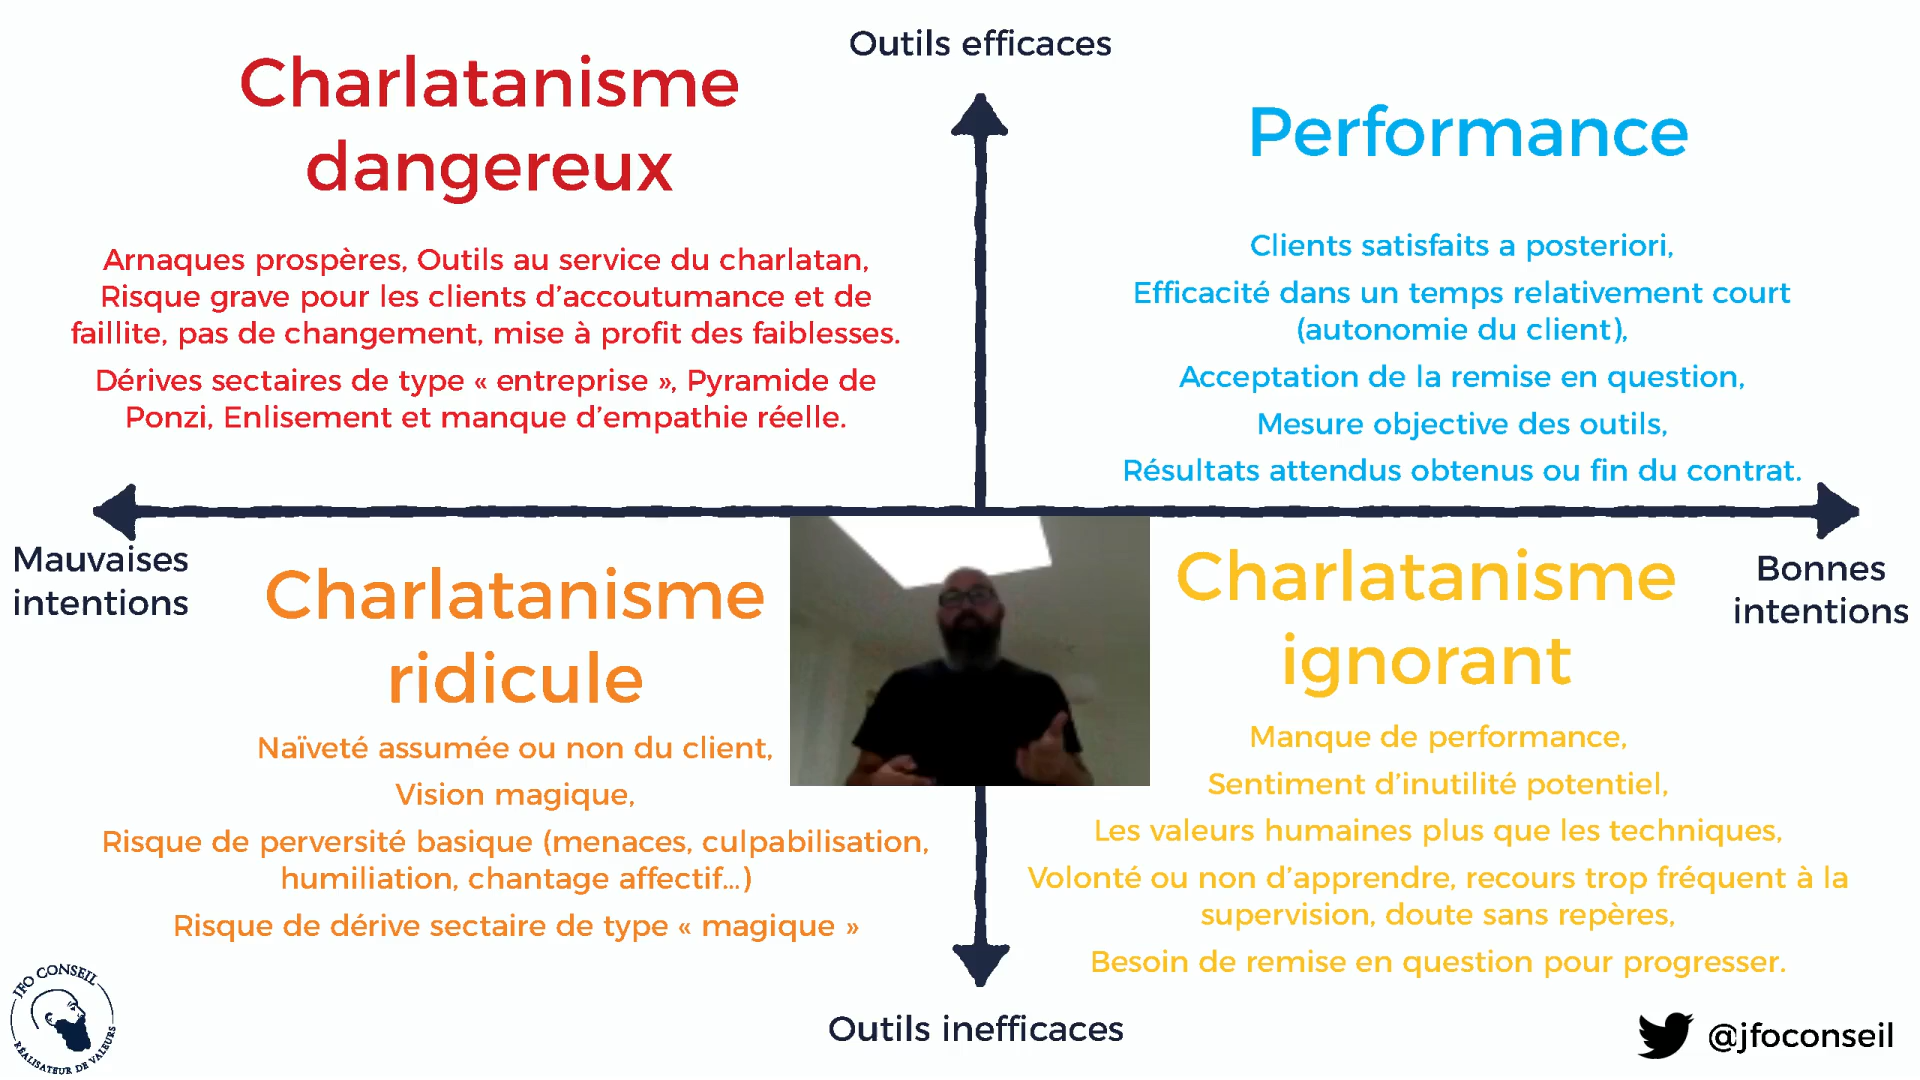 Outils efficaces
Charlatanisme
dangereux
Arnaques prospères, Outils au service du charlatan,
Risque grave pour les clients d’accoutumance et de
faillite, pas de changement, mise à profit des faiblesses.
Dérives sectaires de type « entreprise », Pyramide de
Ponzi, Enlisement et manque d’empathie réelle.
Performance
Clients satisfaits a posteriori,
Efficacité dans un temps relativement court
(autonomie du client),
Acceptation de la remise en question,
Mesure objective des outils,
Résultats attendus obtenus ou fin du contrat.
Mauvaises
intentions
Bonnes
intentions
Charlatanisme
ridicule
Naïveté assumée ou non du client,
Vision magique,
Risque de perversité basique (menaces, culpabilisation,
humiliation, chantage affectif...)
Risque de dérive sectaire de type « magique »
Charlatanisme
ignorant
Manque de performance,
Sentiment d’inutilité potentiel,
Les valeurs humaines plus que les techniques,
Volonté ou non d’apprendre, recours trop fréquent à la
supervision, doute sans repères,
Besoin de remise en question pour progresser.
Outils inefficaces
JFO CONSEIL
RÉALISATEUR DE VALEURS
@jfoconseil